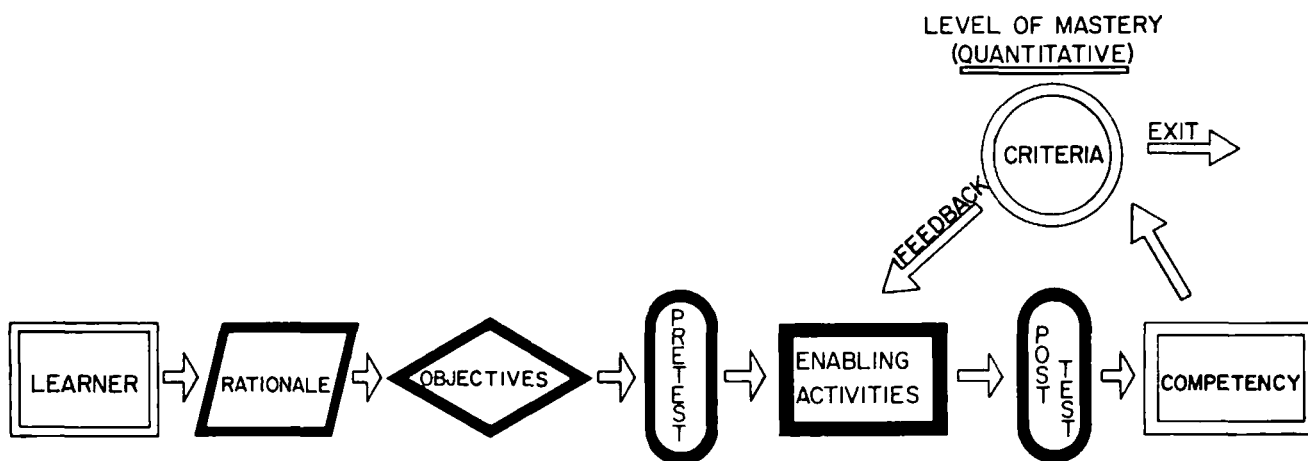 LEVEL OF MASTERY
(QUANTITATIVE)
CRITERIA
EXIT
FEEDBACK
LEARNER
RATIONALE
OBJECTIVES
PRETEST
ENABLING
ACTIVITIES
POST
TEST
COMPETENCY